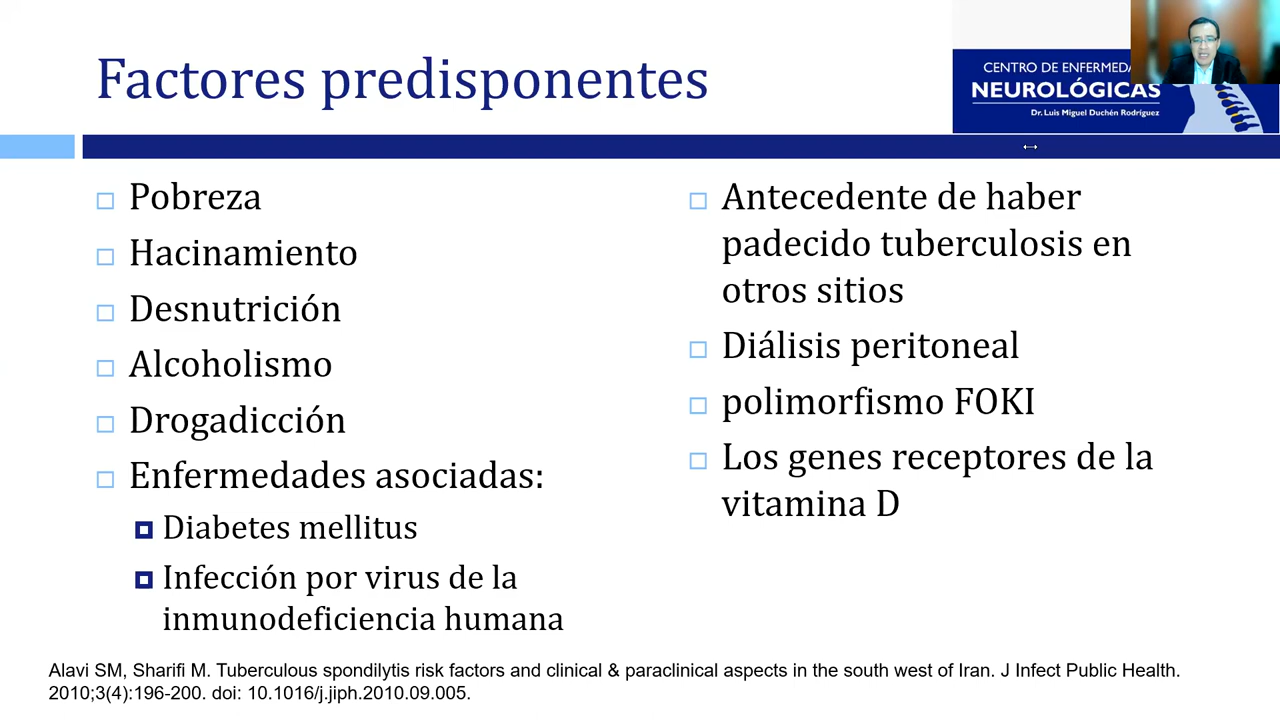 Factores predisponentes
CENTRO DE ENFERMEDA
NEUROLÓGICAS
Dr. Luis Miguel Duchén Rodríguez
Pobreza
Hacinamiento
Desnutrición
Alcoholismo
Drogadicción
Enfermedades asociadas:
Diabetes mellitus
Infección por virus de la
inmunodeficiencia humana
Antecedente de haber
padecido tuberculosis en
otros sitios
Diálisis peritoneal
polimorfismo FOKI
Los genes receptores de la
vitamina D
Alavi SM, Sharifi M. Tuberculous spondilytis risk factors and clinical & paraclinical aspects in the south west of Iran. J Infect Public Health.
2010;3(4):196-200. doi: 10.1016/j.jiph.2010.09.005.